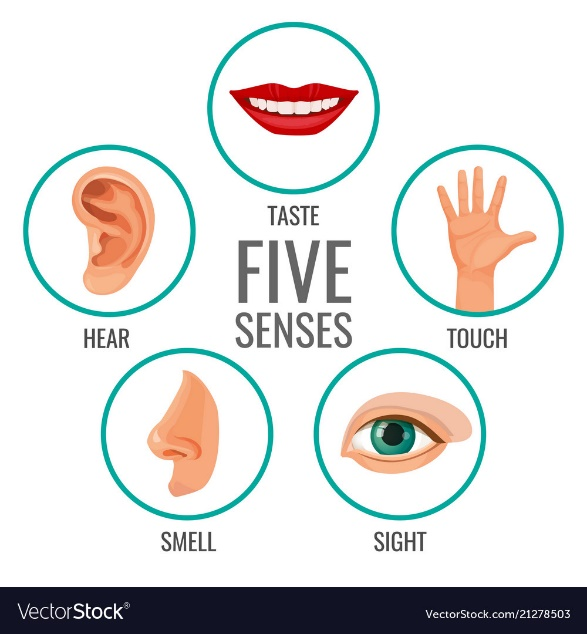 TASTE
FIVE
SENSES
HEAR
TOUCH
SMELL
SIGHT
VectorStock®
VectorStock.com/21278503